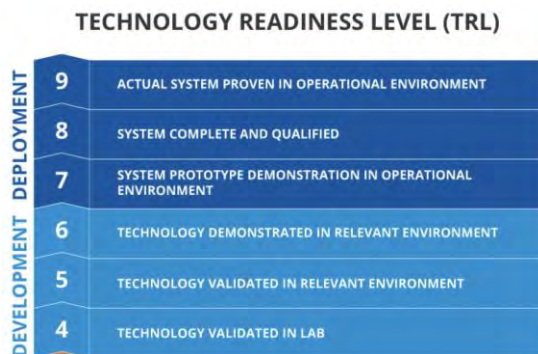 TECHNOLOGY READINESS LEVEL (TRL)
DEPLOYMENT
9 ACTUAL SYSTEM PROVEN IN OPERATIONAL ENVIRONMENT
8 SYSTEM COMPLETE AND QUALIFIED
7 SYSTEM PROTOTYPE DEMONSTRATION IN OPERATIONAL
ENVIRONMENT
DEVELOPMENT
6 TECHNOLOGY DEMONSTRATED IN RELEVANT ENVIRONMENT
5 TECHNOLOGY VALIDATED IN RELEVANT ENVIRONMENT
4 TECHNOLOGY VALIDATED IN LAB